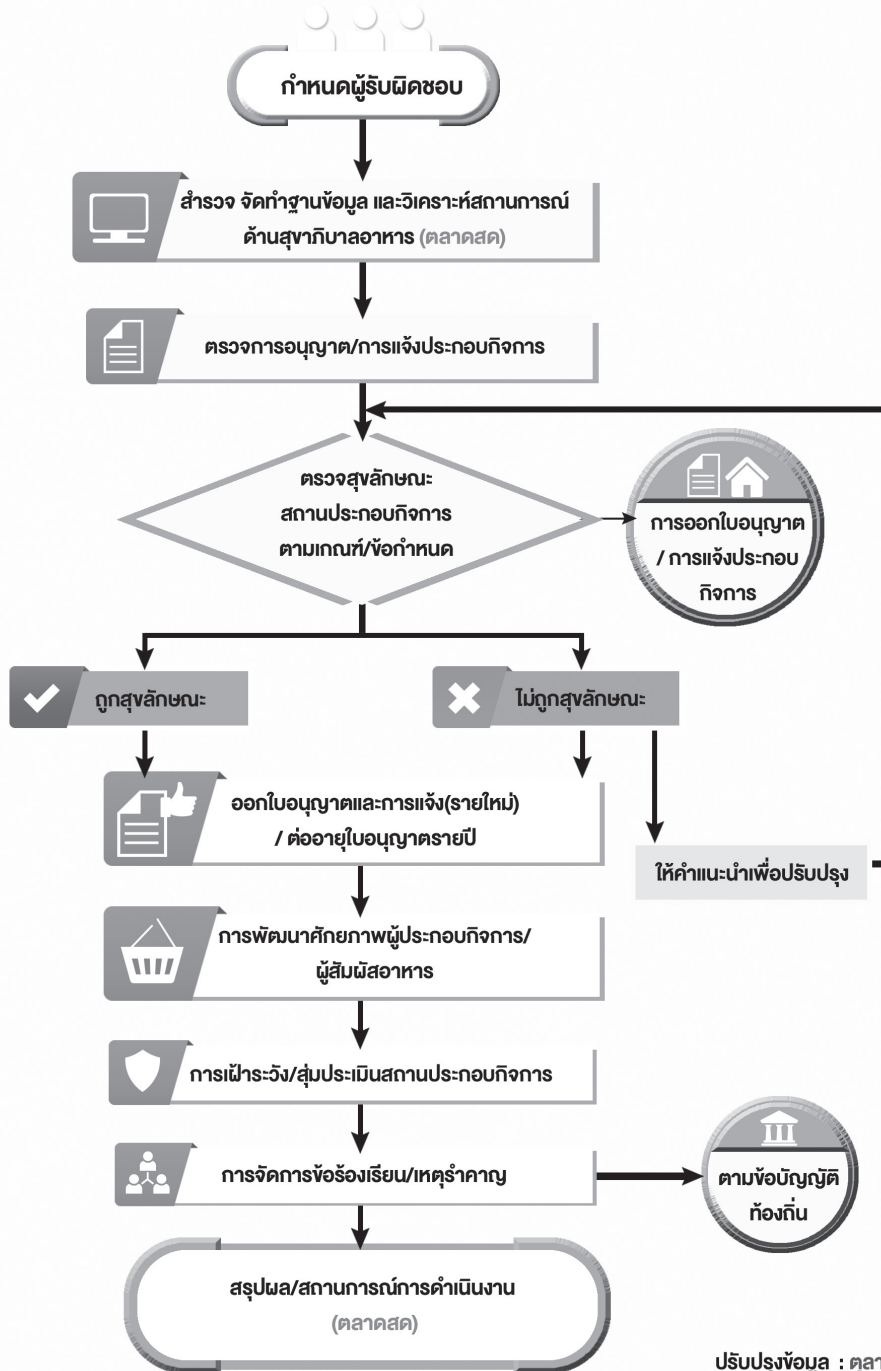 กำหนดผู้รับผิดชอบ
สำรวจ จัดทำฐานข้อมูล และวิเคราะห์สถานการณ์
ด้านสุขาภิบาลอาหาร (ตลาดสด)
ตรวจการอนุญาต/การแจ้งประกอบกิจการ
ตรวจสุขลักษณะ
สถานประกอบกิจการ
ตามเกณฑ์/ข้อกำหนด
การออกใบอนุญาต
/ การแจ้งประกอบ
กิจการ
ถูกสุขลักษณะ
ไม่ถูกสุขลักษณะ
ออกใบอนุญาตและการแจ้ง(รายใหม่)
/ ต่ออายุใบอนุญาตรายปี
ให้คำแนะนำเพื่อปรับปรุง
การพัฒนาศักยภาพผู้ประกอบกิจการ/
ผู้สัมผัสอาหาร
การเฝ้าระวัง/สุ่มประเมินสถานประกอบกิจการ
การจัดการข้อร้องเรียน/เหตุรำคาญ
ตามข้อบัญญัติ
ท้องถิ่น
สรุปผล/สถานการณ์การดำเนินงาน
(ตลาดสด)
ปรับปรุงข้อมูล :